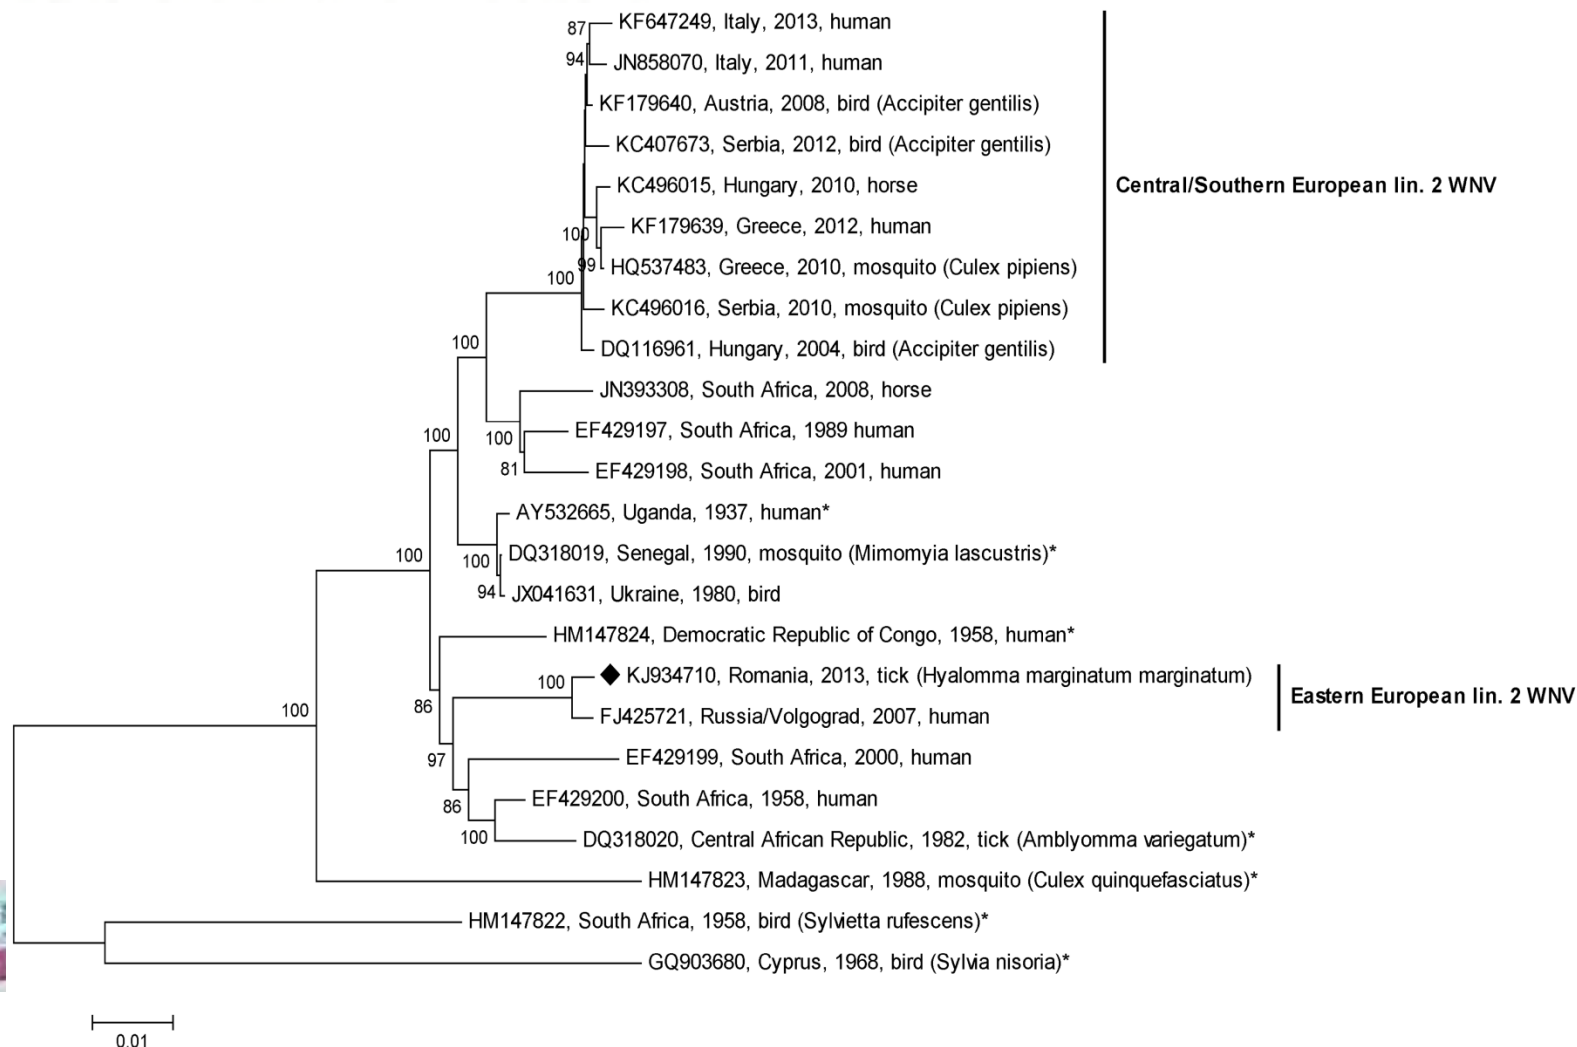 87
KF647249, Italy, 2013, human
94
JN858070, Italy, 2011, human
KF179640, Austria, 2008, bird (Accipiter gentilis)
KC407673, Serbia, 2012, bird (Accipiter gentilis)
KC496015, Hungary, 2010, horse
Central/Southern European lin. 2 WNV
100
KF179639, Greece, 2012, human
99
HQ537483, Greece, 2010, mosquito (Culex pipiens)
100
KC496016, Serbia, 2010, mosquito (Culex pipiens)
100
DQ116961, Hungary, 2004, bird (Accipiter gentilis)
JN393308, South Africa, 2008, horse
100
100
EF429197, South Africa, 1989 human
81
EF429198, South Africa, 2001, human
AY532665, Uganda, 1937, human*
100
100
DQ318019, Senegal, 1990, mosquito (Mimomyia lascustris)*
94
JX041631, Ukraine, 1980, bird
HM147824, Democratic Republic of Congo, 1958, human*
100
KJ934710, Romania, 2013, tick (Hyalomma marginatum marginatum)
Eastern European lin. 2 WNV
100
86
FJ425721, Russia/Volgograd, 2007, human
97
EF429199, South Africa, 2000, human
86
EF429200, South Africa, 1958, human
100
DQ318020, Central African Republic, 1982, tick (Amblyomma variegatum)*
HM147823, Madagascar, 1988, mosquito (Culex quinquefasciatus)*
HM147822, South Africa, 1958, bird (Sylvietta rufescens)*
GQ903680, Cyprus, 1968, bird (Sylvia nisoria)*
0.01